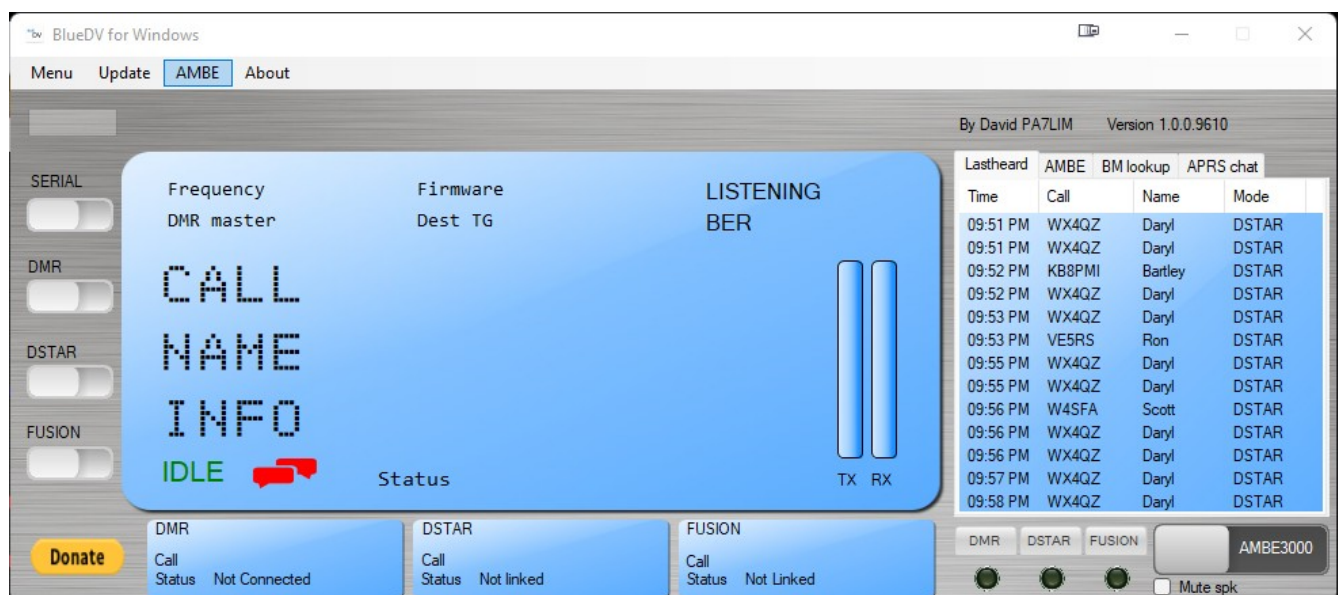 BlueDV for Windows
Menu Update AMBE About
By David PA7LIM Version 1.0.0.9610
SERIAL
DMR
DSTAR
FUSION
Frequency Firmware LISTENING
DMR master Dest TG BER
CALL
NAME
INFO
IDLE Status TX RX
Lastheard AMBE BM lookup APRS chat
Time Call Name Mode
09:51 PM WX4QZ Daryl DSTAR
09:51 PM WX4QZ Daryl DSTAR
09:52 PM KB8PMI Bartley DSTAR
09:52 PM WX4QZ Daryl DSTAR
09:53 PM WX4QZ Daryl DSTAR
09:53 PM VE5RS Ron DSTAR
09:55 PM WX4QZ Daryl DSTAR
09:55 PM WX4QZ Daryl DSTAR
09:56 PM W4SFA Scott DSTAR
09:56 PM WX4QZ Daryl DSTAR
09:56 PM WX4QZ Daryl DSTAR
09:57 PM WX4QZ Daryl DSTAR
09:58 PM WX4QZ Daryl DSTAR
Donate
DMR
Call
Status Not Connected
DSTAR
Call
Status Not linked
FUSION
Call
Status Not Linked
DMR DSTAR FUSION
AMBE3000
Mute spk